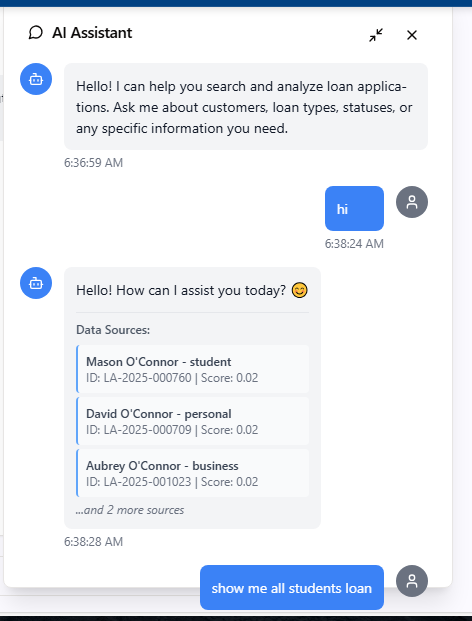 AI Assistant
Hello! I can help you search and analyze loan applica-
tions. Ask me about customers, loan types, statuses, or
any specific information you need.
6:36:59 AM
hi
6:38:24 AM
Hello! How can I assist you today? 😊
Data Sources:
Mason O'Connor - student
ID: LA-2025-000760 | Score: 0.02
David O'Connor - personal
ID: LA-2025-000709 | Score: 0.02
Aubrey O'Connor - business
ID: LA-2025-001023 | Score: 0.02
...and 2 more sources
6:38:28 AM
show me all students loan